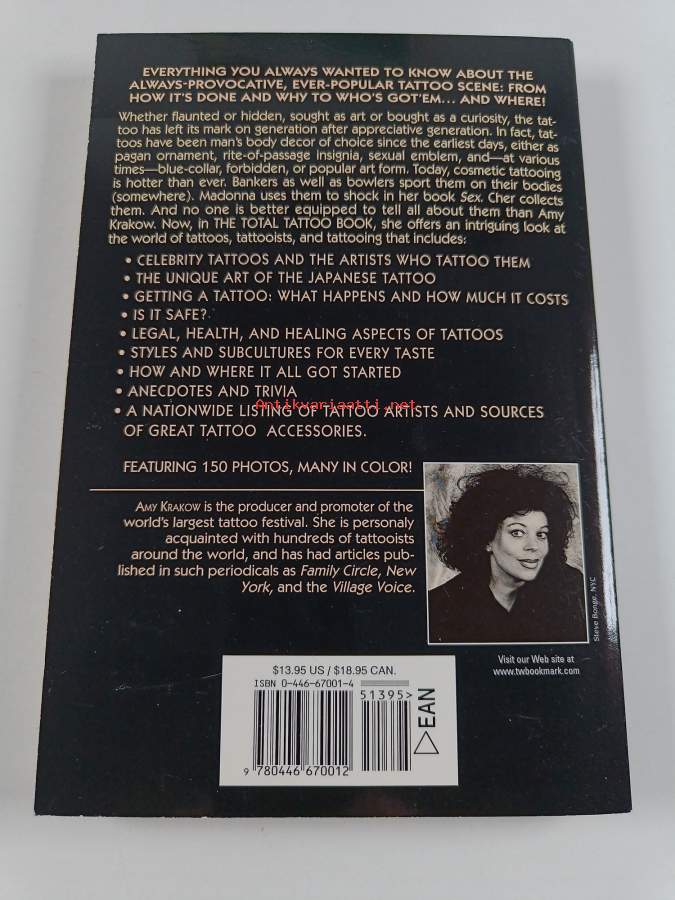 EVERYTHING YOU ALWAYS WANTED TO KNOW ABOUT THE
ALWAYS-PROVOCATIVE, EVER-POPULAR TATTOO SCENE: FROM
HOW IT'S DONE AND WHY TO WHO'S GOT'EM... AND WHERE!
Whether flaunted or hidden, sought as art or bought as a curiosity, the tat-
too has left its mark on generation after appreciative generation. In fact, tat-
toos have been man's body decor of choice since the earliest days, either as
pagan ornament, rite-of-passage insignia, sexual emblem, and—at various
times—blue-collar, forbidden, or popular art form. Today, cosmetic tattooing
is hotter than ever. Bankers as well as bowlers sport them on their bodies
(somewhere). Madonna uses them to shock in her book Sex. Cher collects
them. And no one is better equipped to tell all about them than Amy
Krakow. Now, in THE TOTAL TATTOO BOOK, she offers an intriguing look at
the world of tattoos, tattooists, and tattooing that includes:
• CELEBRITY TATTOOS AND THE ARTISTS WHO TATTOO THEM
• THE UNIQUE ART OF THE JAPANESE TATTOO
• GETTING A TATTOO: WHAT HAPPENS AND HOW MUCH IT COSTS
• IS IT SAFE?
• LEGAL, HEALTH, AND HEALING ASPECTS OF TATTOOS
• STYLES AND SUBCULTURES FOR EVERY TASTE
• HOW AND WHERE IT ALL GOT STARTED
• ANECDOTES AND TRIVIA
Antikvariaatti.net
• A NATIONWIDE LISTING OF TATTOO ARTISTS AND SOURCES
OF GREAT TATTOO ACCESSORIES.
FEATURING 150 PHOTOS, MANY IN COLOR!
AMY KRAKOW is the producer and promoter of the
world's largest tattoo festival. She is personaly
acquainted with hundreds of tattooists
around the world, and has had articles pub-
lished in such periodicals as Family Circle, New
York, and the Village Voice.
Steve Bonge, NYC
Visit our Web site at
www.twbookmark.com
$13.95 US / $18.95 CAN.
ISBN 0-446-67001-4
51395>
EAN
9 780446 670012